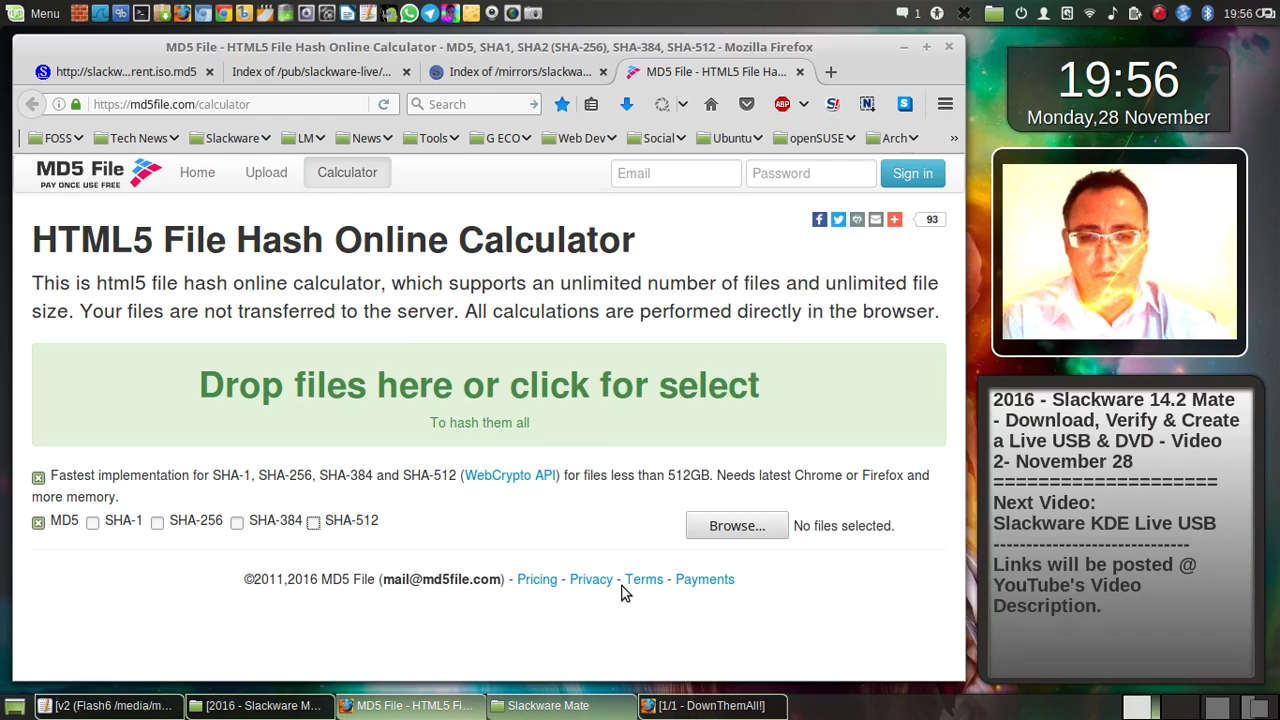 Menu
1
19:56
MD5 File - HTML5 File Hash Online Calculator - MD5, SHA1, SHA2 (SHA-256), SHA-384, SHA-512 - Mozilla Firefox
http://slackw...rent.iso.md5
Index of /pub/slackware-live/...
Index of /mirrors/slackwa...
MD5 File - HTML5 File Ha...
https://md5file.com/calculator
Search
ABP
FOSS
Tech News
Slackware
LM
News
Tools
G ECO
Web Dev
Social
Ubuntu
openSUSE
Arch
»
MD5 File
PAY ONCE USE FREE
Home
Upload
Calculator
Email
Password
Sign in
93
HTML5 File Hash Online Calculator
This is html5 file hash online calculator, which supports an unlimited number of files and unlimited file
size. Your files are not transferred to the server. All calculations are performed directly in the browser.
Drop files here or click for select
To hash them all
Fastest implementation for SHA-1, SHA-256, SHA-384 and SHA-512 (WebCrypto API) for files less than 512GB. Needs latest Chrome or Firefox and
more memory.
MD5 SHA-1 SHA-256 SHA-384 SHA-512
Browse... No files selected.
©2011,2016 MD5 File (mail@md5file.com) - Pricing - Privacy - Terms - Payments
19:56
Monday,28 November
2016 - Slackware 14.2 Mate
- Download, Verify & Create
a Live USB & DVD - Video
2- November 28
====================
Next Video:
Slackware KDE Live USB
----------------------------
Links will be posted @
YouTube's Video
Description.
[v2 (Flash6 /media/m...
[2016 - Slackware M...
MD5 File - HTML5 Fi...
Slackware Mate
[1/1 - DownThemAll!]